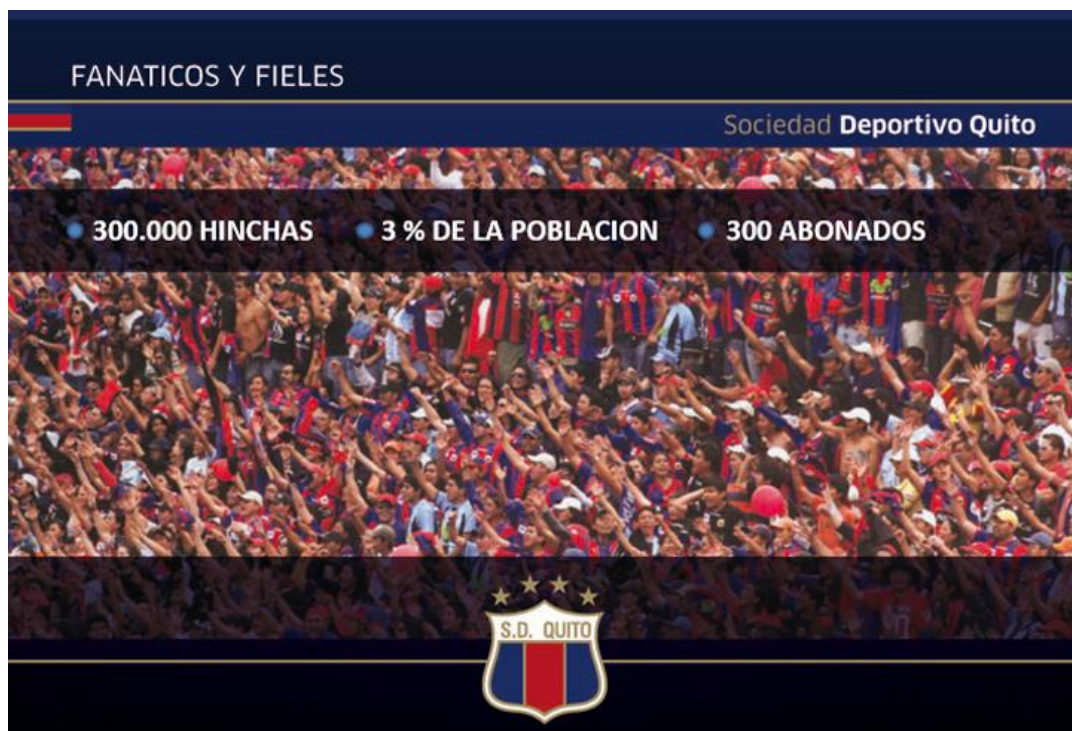 FANATICOS Y FIELES
Sociedad Deportivo Quito
300.000 HINCHAS 3 % DE LA POBLACION 300 ABONADOS
S.D. QUITO